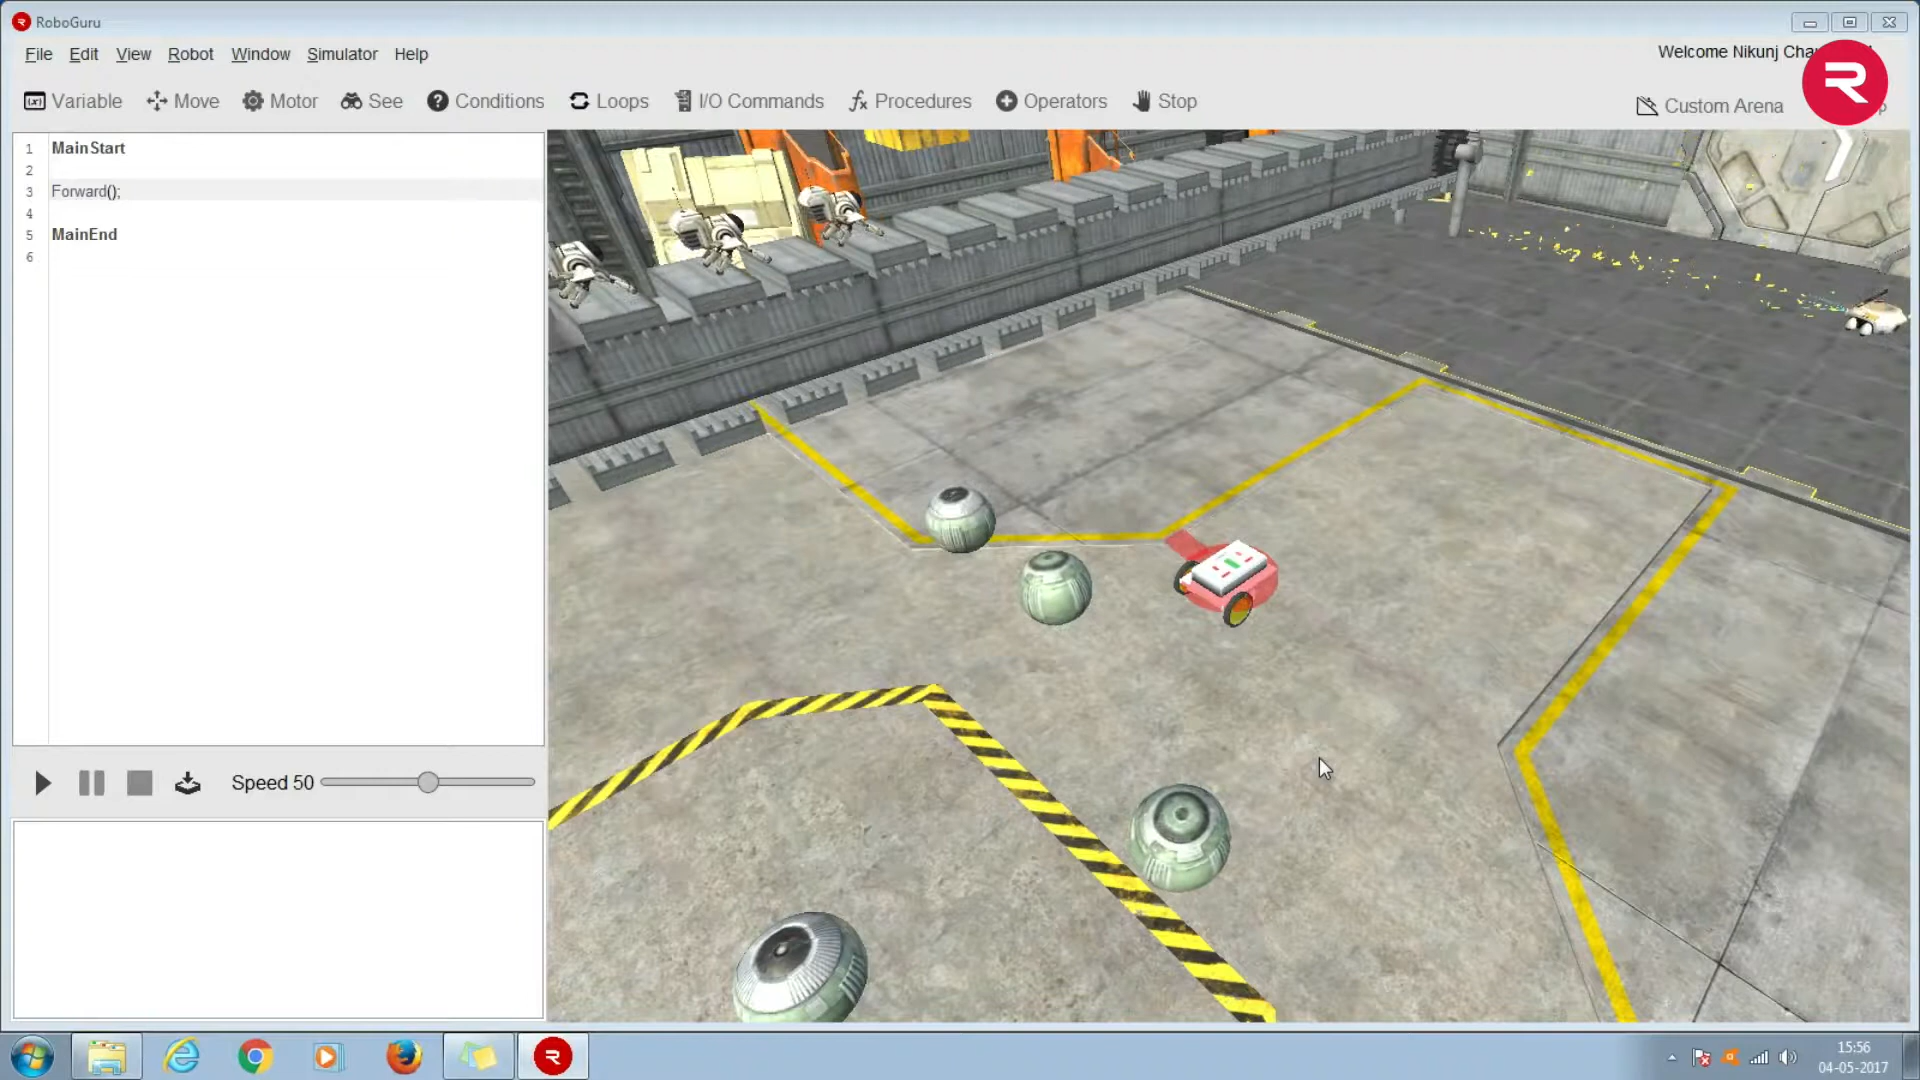 RoboGuru
File Edit View Robot Window Simulator Help
Welcome Nikunj
Variable Move Motor See Conditions Loops I/O Commands Procedures Operators Stop
Custom Arena
1 MainStart
2
3 Forward();
4
5 MainEnd
6
Speed 50
15:56
04-05-2017